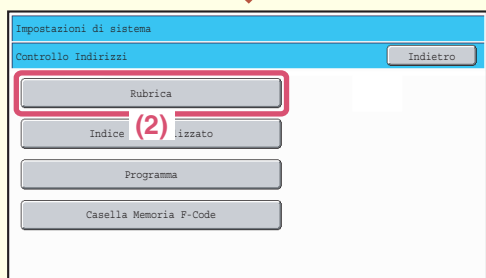 Impostazioni di sistema
Controllo Indirizzi
Indietro
Rubrica
Indice (2) izzato
Programma
Casella Memoria F-Code